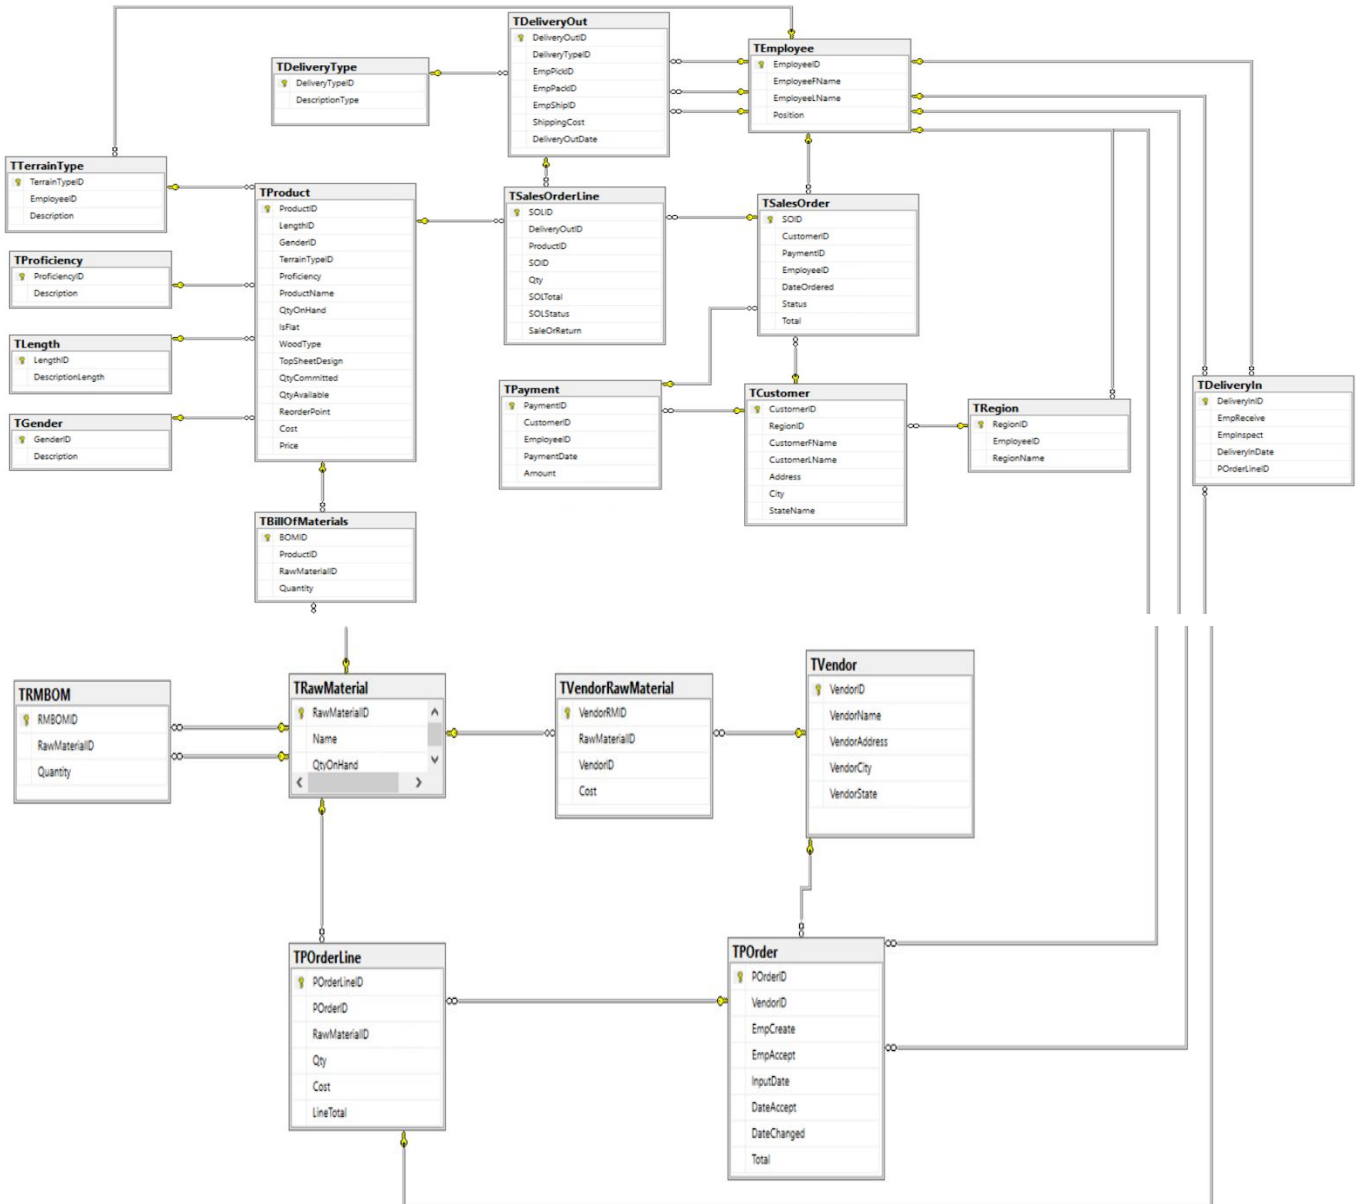 TDeliveryOut
DeliveryOutID
DeliveryTypeID
EmpPickID
EmpPackID
EmpShipID
ShippingCost
DeliveryOutDate
TEmployee
EmployeeID
EmployeeFName
EmployeeLName
Position
TDeliveryType
DeliveryTypeID
DescriptionType
TTerrainType
TerrainTypeID
EmployeeID
Description
TProduct
ProductID
LengthID
GenderID
TerrainTypeID
Proficiency
ProductName
QtyOnHand
IsFlat
WoodType
TopSheetDesign
QtyCommitted
QtyAvailable
ReorderPoint
Cost
Price
TSalesOrderLine
SOLID
DeliveryOutID
ProductID
SOID
Qty
SOLTotal
SOLStatus
SaleOrReturn
TSalesOrder
SOID
CustomerID
PaymentID
EmployeeID
DateOrdered
Status
Total
TProficiency
ProficiencyID
Description
TLength
LengthID
DescriptionLength
TGender
GenderID
Description
TPayment
PaymentID
CustomerID
EmployeeID
PaymentDate
Amount
TCustomer
CustomerID
RegionID
CustomerFName
CustomerLName
Address
City
StateName
TRegion
RegionID
EmployeeID
RegionName
TDeliveryIn
DeliveryInID
EmpReceive
EmpInspect
DeliveryInDate
POrderLineID
TBillOfMaterials
BOMID
ProductID
RawMaterialID
Quantity
TRMBOM
RMBOMID
RawMaterialID
Quantity
TRawMaterial
RawMaterialID
Name
QtyOnHand
TVendorRawMaterial
VendorRMID
RawMaterialID
VendorID
Cost
TVendor
VendorID
VendorName
VendorAddress
VendorCity
VendorState
TPOrderLine
POrderLineID
POrderID
RawMaterialID
Qty
Cost
LineTotal
TPOrder
POrderID
VendorID
EmpCreate
EmpAccept
InputDate
DateAccept
DateChanged
Total